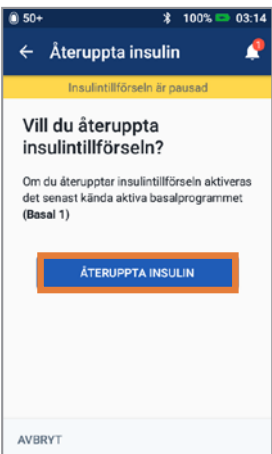 50+ 100% 03:14
Återuppta insulin
Insulintillförseln är pausad
Vill du återuppta
insulintillförseln?
Om du återupptar insulintillförseln aktiveras
det senast kända aktiva basalprogrammet
(Basal 1)
ÅTERUPPTA INSULIN
AVBRYT